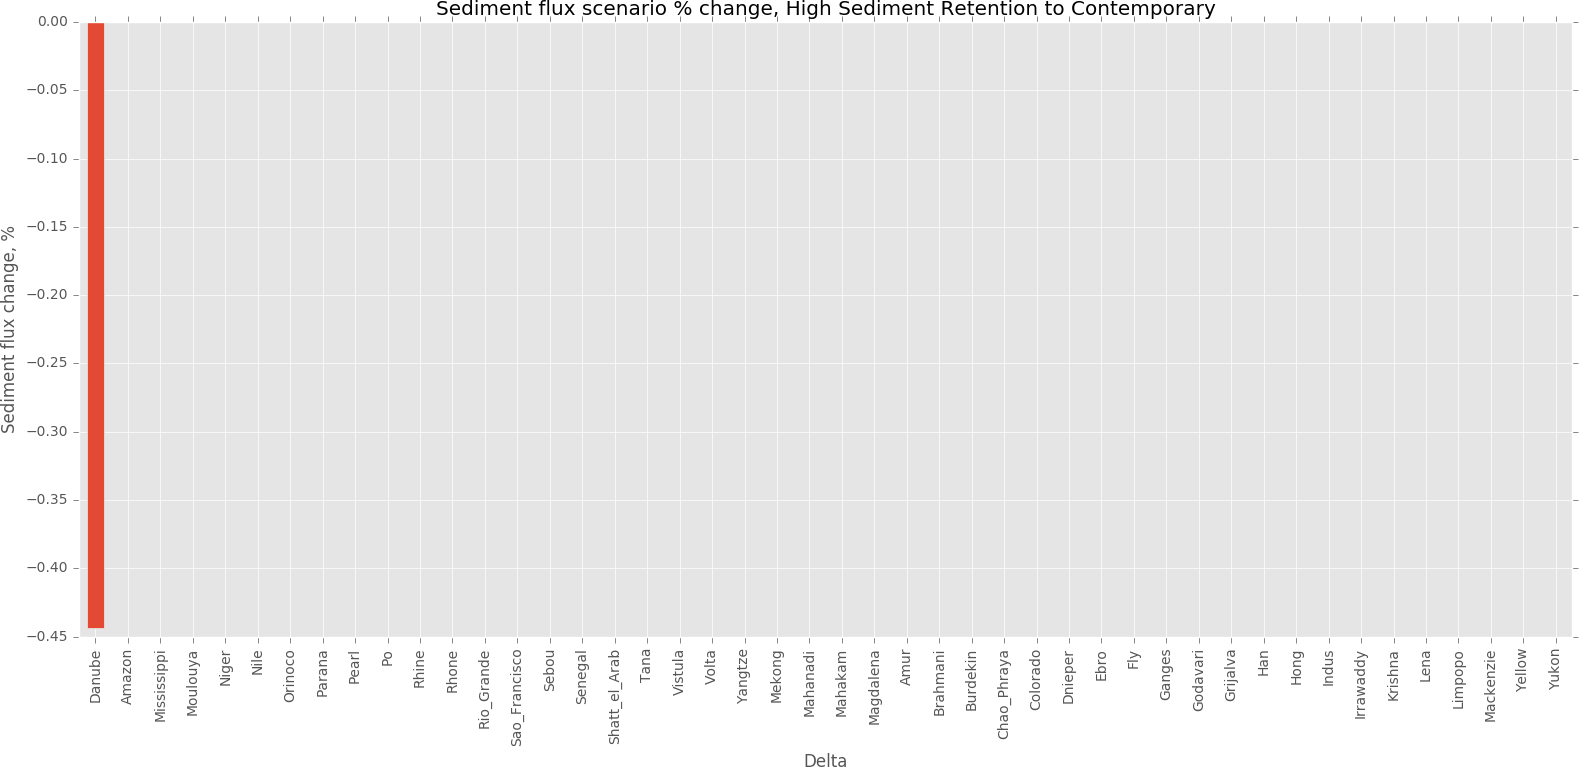 Sediment flux scenario % change, High Sediment Retention to Contemporary
Sediment flux change, %
0.00
−0.05
−0.10
−0.15
−0.20
−0.25
−0.30
−0.35
−0.40
−0.45
Danube
Amazon
Mississippi
Moulouya
Niger
Nile
Orinoco
Parana
Pearl
Po
Rhine
Rhone
Rio_Grande
Sao_Francisco
Sebou
Senegal
Shatt_el_Arab
Tana
Vistula
Volta
Yangtze
Mekong
Mahanadi
Mahakam
Magdalena
Amur
Brahmani
Burdekin
Chao_Phraya
Colorado
Dnieper
Ebro
Fly
Ganges
Godavari
Grijalva
Han
Hong
Indus
Irrawaddy
Krishna
Lena
Limpopo
Mackenzie
Yellow
Yukon
Delta